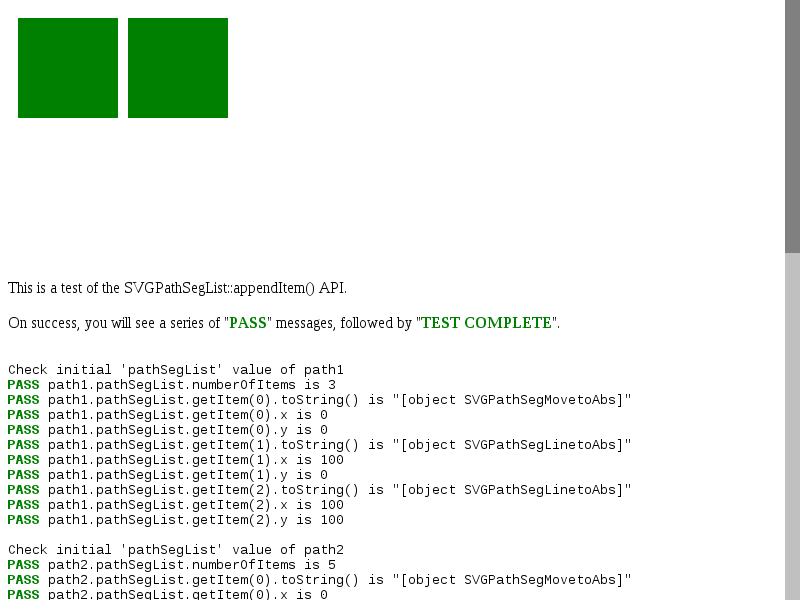 This is a test of the SVGPathSegList::appendItem() API.
On success, you will see a series of "PASS" messages, followed by "TEST COMPLETE".
Check initial 'pathSegList' value of path1
PASS path1.pathSegList.numberOfItems is 3
PASS path1.pathSegList.getItem(0).toString() is "[object SVGPathSegMovetoAbs]"
PASS path1.pathSegList.getItem(0).x is 0
PASS path1.pathSegList.getItem(0).y is 0
PASS path1.pathSegList.getItem(1).toString() is "[object SVGPathSegLinetoAbs]"
PASS path1.pathSegList.getItem(1).x is 100
PASS path1.pathSegList.getItem(1).y is 0
PASS path1.pathSegList.getItem(2).toString() is "[object SVGPathSegLinetoAbs]"
PASS path1.pathSegList.getItem(2).x is 100
PASS path1.pathSegList.getItem(2).y is 100
Check initial 'pathSegList' value of path2
PASS path2.pathSegList.numberOfItems is 5
PASS path2.pathSegList.getItem(0).toString() is "[object SVGPathSegMovetoAbs]"
PASS path2.pathSegList.getItem(0).x is 0